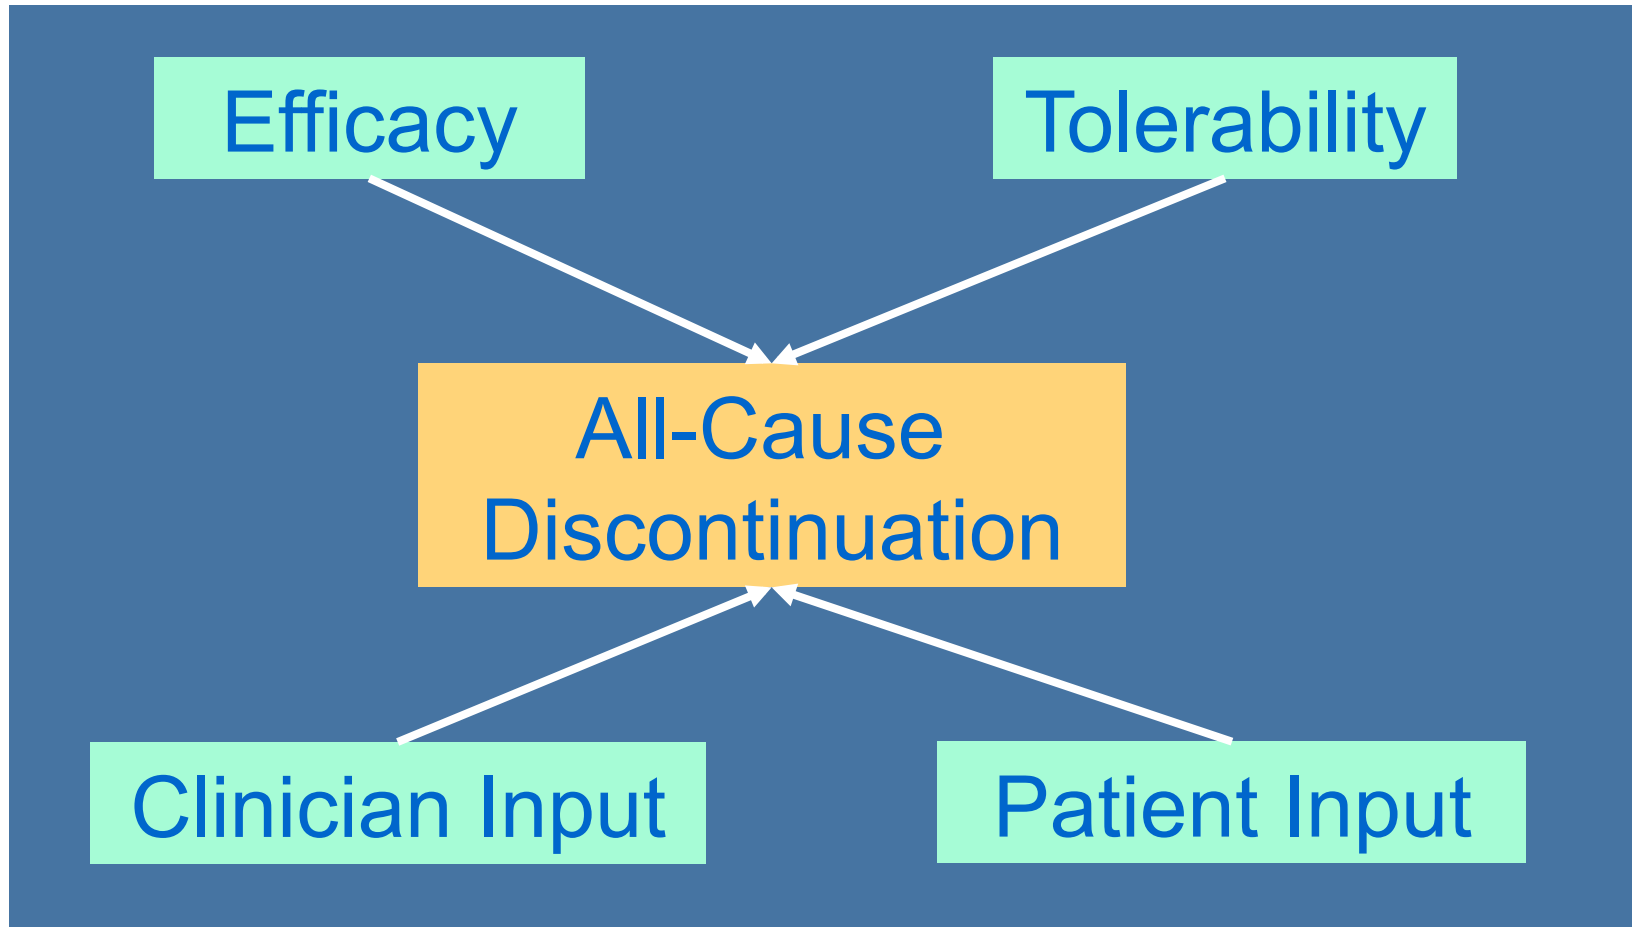 Efficacy
Tolerability
All-Cause
Discontinuation
Clinician Input
Patient Input